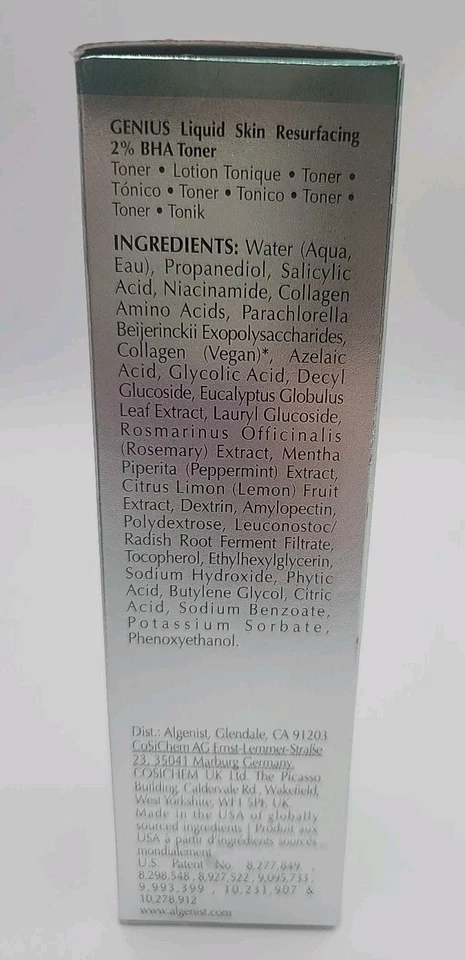 GENIUS Liquid Skin Resurfacing
2% BHA Toner
Toner • Lotion Tonique • Toner •
Tónico • Toner • Tonico • Toner •
Toner • Tonik
INGREDIENTS: Water (Aqua,
Eau), Propanediol, Salicylic
Acid, Niacinamide, Collagen
Amino Acids, Parachlorella
Beijerinckii Exopolysaccharides,
Collagen (Vegan)*, Azelaic
Acid, Glycolic Acid, Decyl
Glucoside, Eucalyptus Globulus
Leaf Extract, Lauryl Glucoside,
Rosmarinus Officinalis
(Rosemary) Extract, Mentha
Piperita (Peppermint) Extract,
Citrus Limon (Lemon) Fruit
Extract, Dextrin, Amylopectin,
Polydextrose, Leuconostoc/
Radish Root Ferment Filtrate,
Tocopherol, Ethylhexylglycerin,
Sodium Hydroxide, Phytic
Acid, Butylene Glycol, Citric
Acid, Sodium Benzoate,
Potassium Sorbate,
Phenoxyethanol.
Dist.: Algenist, Glendale, CA 91203
CoSiChem AG Ernst-Lemmer-Straße
23, 35041 Marburg Germany.
COSICHEM UK Ltd. The Picasso
Building, Caldervale Rd., Wakefield,
West Yorkshire, WF1 5PF, UK.
Made in the USA of globally
sourced ingredients | Produit aux
USA à partir d'ingrédients sourcés
mondialement
U.S. Patent No. 8,277,849 ,
8,298,548 , 8,927,522 , 9,095,733 ,
9,993,399 , 10,231,907 &
10,278,912
www.algenist.com